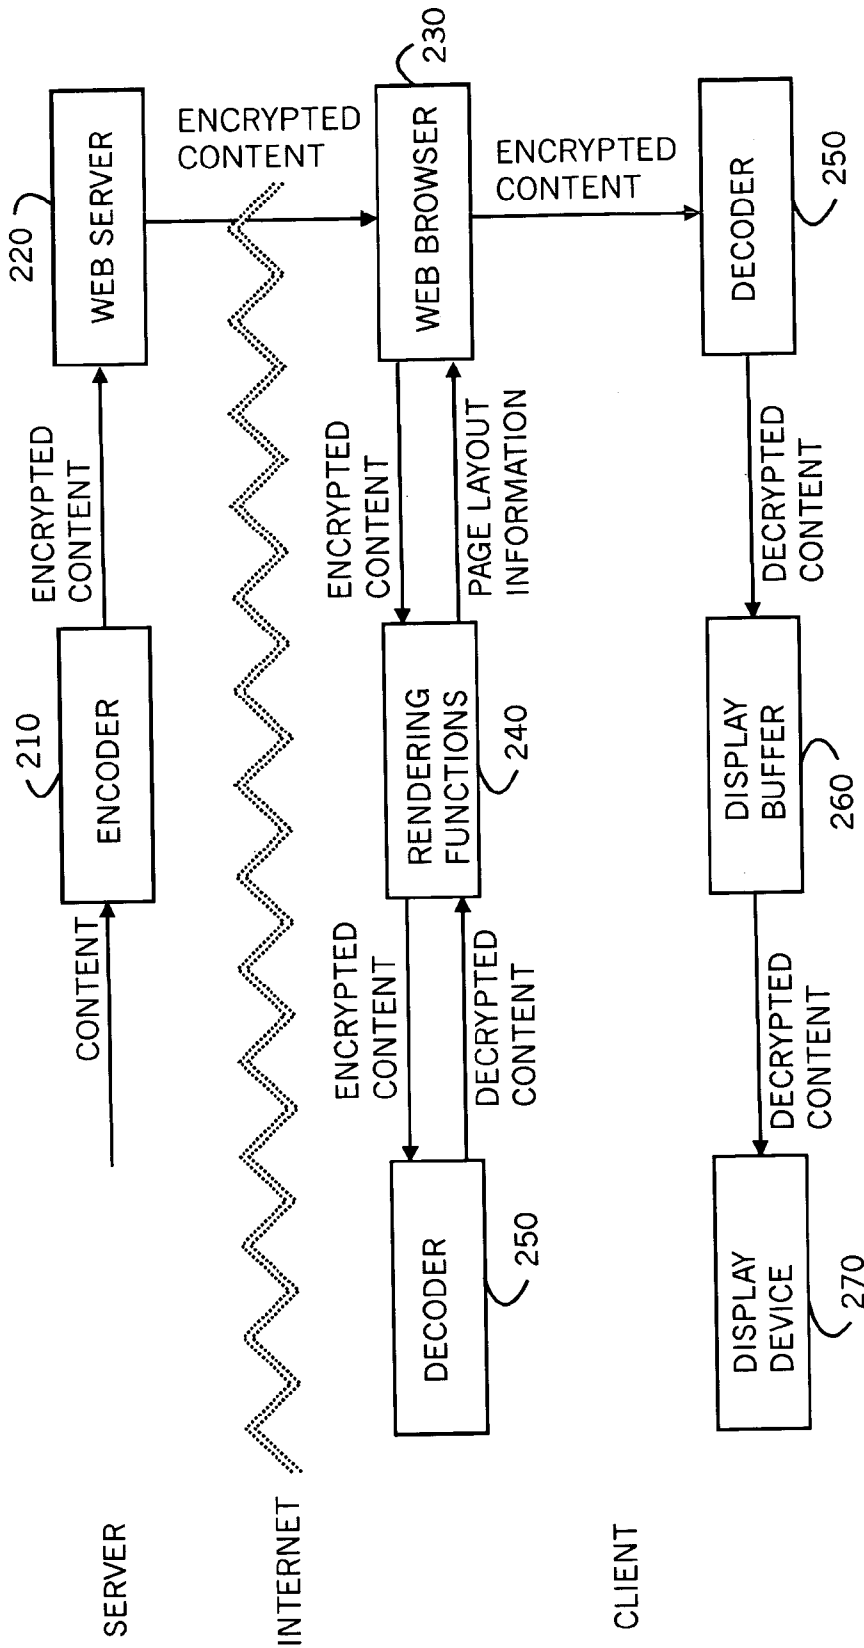 SERVER
CONTENT
210
ENCODER
ENCRYPTED
CONTENT
220
WEB SERVER
INTERNET
ENCRYPTED
CONTENT
CLIENT
DECODER
250
ENCRYPTED
CONTENT
DECRYPTED
CONTENT
RENDERING
FUNCTIONS
240
ENCRYPTED
CONTENT
PAGE LAYOUT
INFORMATION
WEB BROWSER
230
ENCRYPTED
CONTENT
DISPLAY
DEVICE
270
DECRYPTED
CONTENT
DISPLAY
BUFFER
260
DECRYPTED
CONTENT
DECODER
250